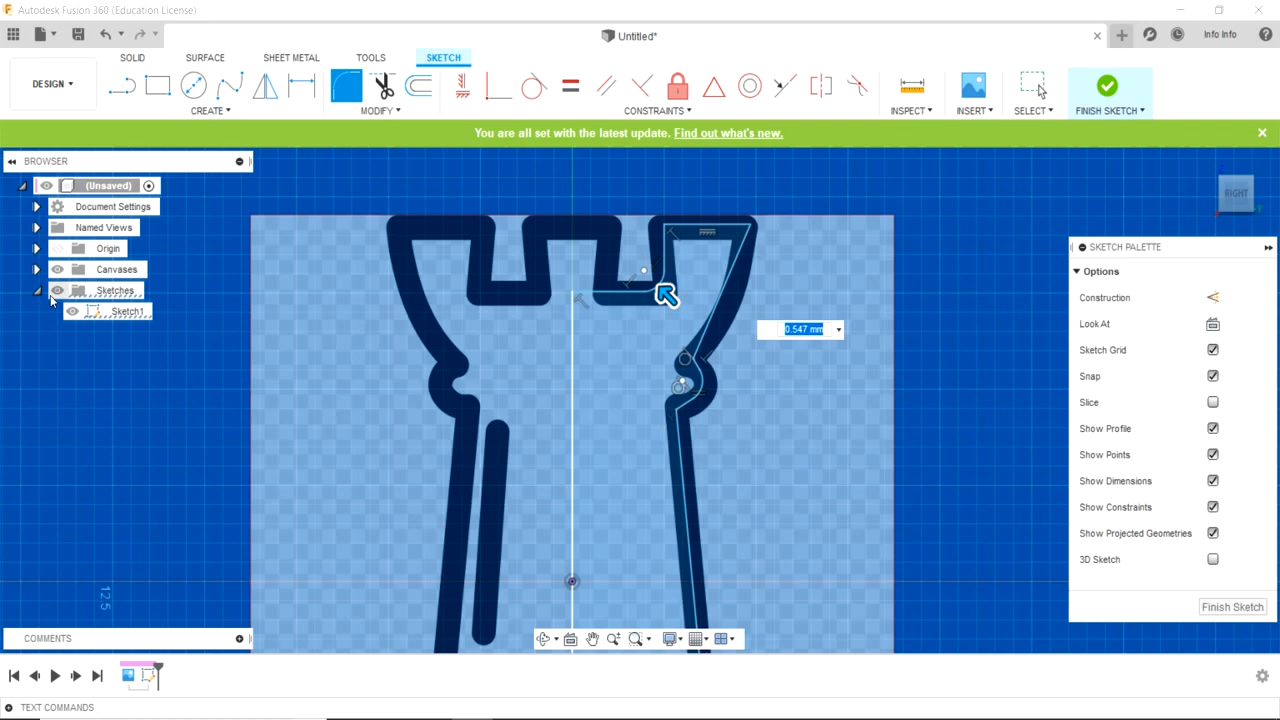 Autodesk Fusion 360 (Education License)
Untitled*
Info Info
DESIGN
SOLID
SURFACE
SHEET METAL
TOOLS
SKETCH
CREATE
MODIFY
CONSTRAINTS
INSPECT
INSERT
SELECT
FINISH SKETCH
You are all set with the latest update. Find out what's new.
BROWSER
(Unsaved)
Document Settings
Named Views
Origin
Canvases
Sketches
Sketch1
RIGHT
0.547 mm
12.5
SKETCH PALETTE
Options
Construction
Look At
Sketch Grid
Snap
Slice
Show Profile
Show Points
Show Dimensions
Show Constraints
Show Projected Geometries
3D Sketch
Finish Sketch
COMMENTS
TEXT COMMANDS